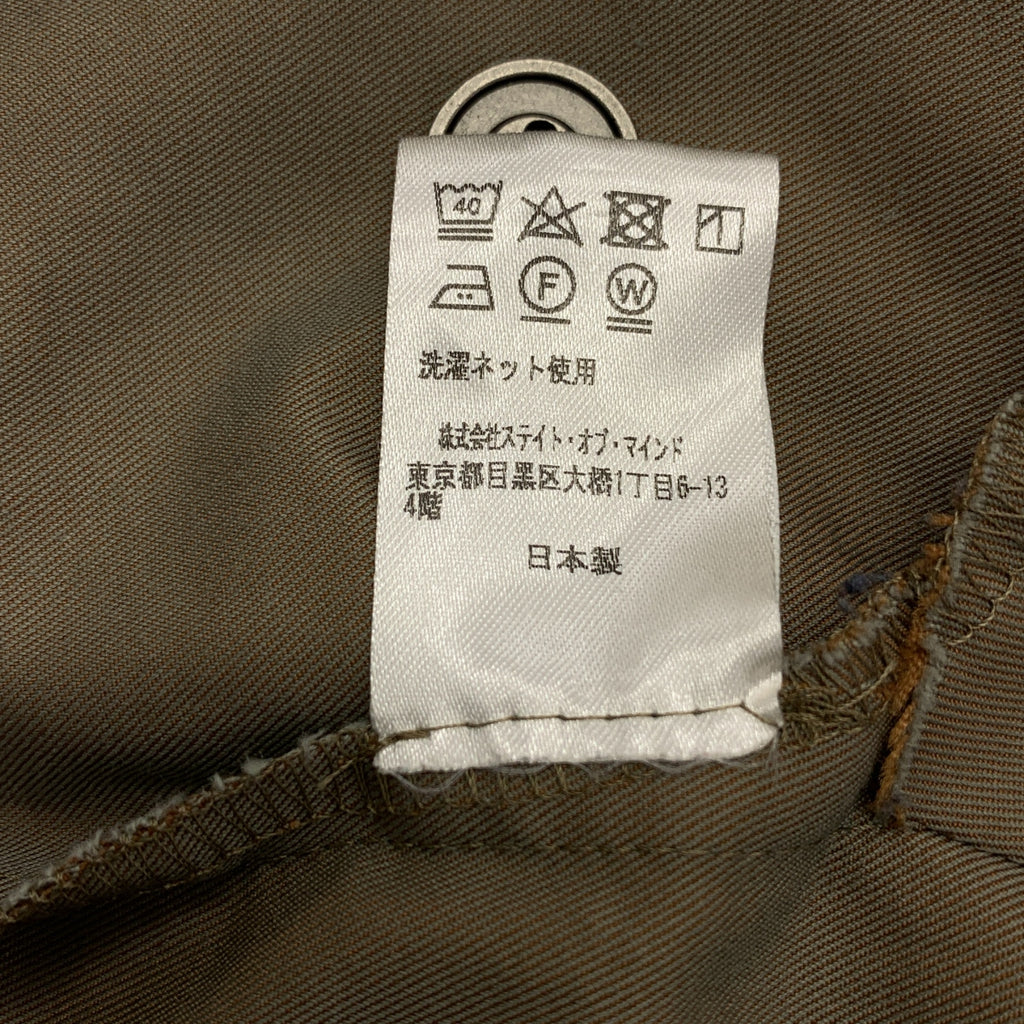 40
F W
洗濯ネット使用
株式会社ステイト・オブ・マインド
東京都目黒区大橋1丁目6-13
4階
日本製